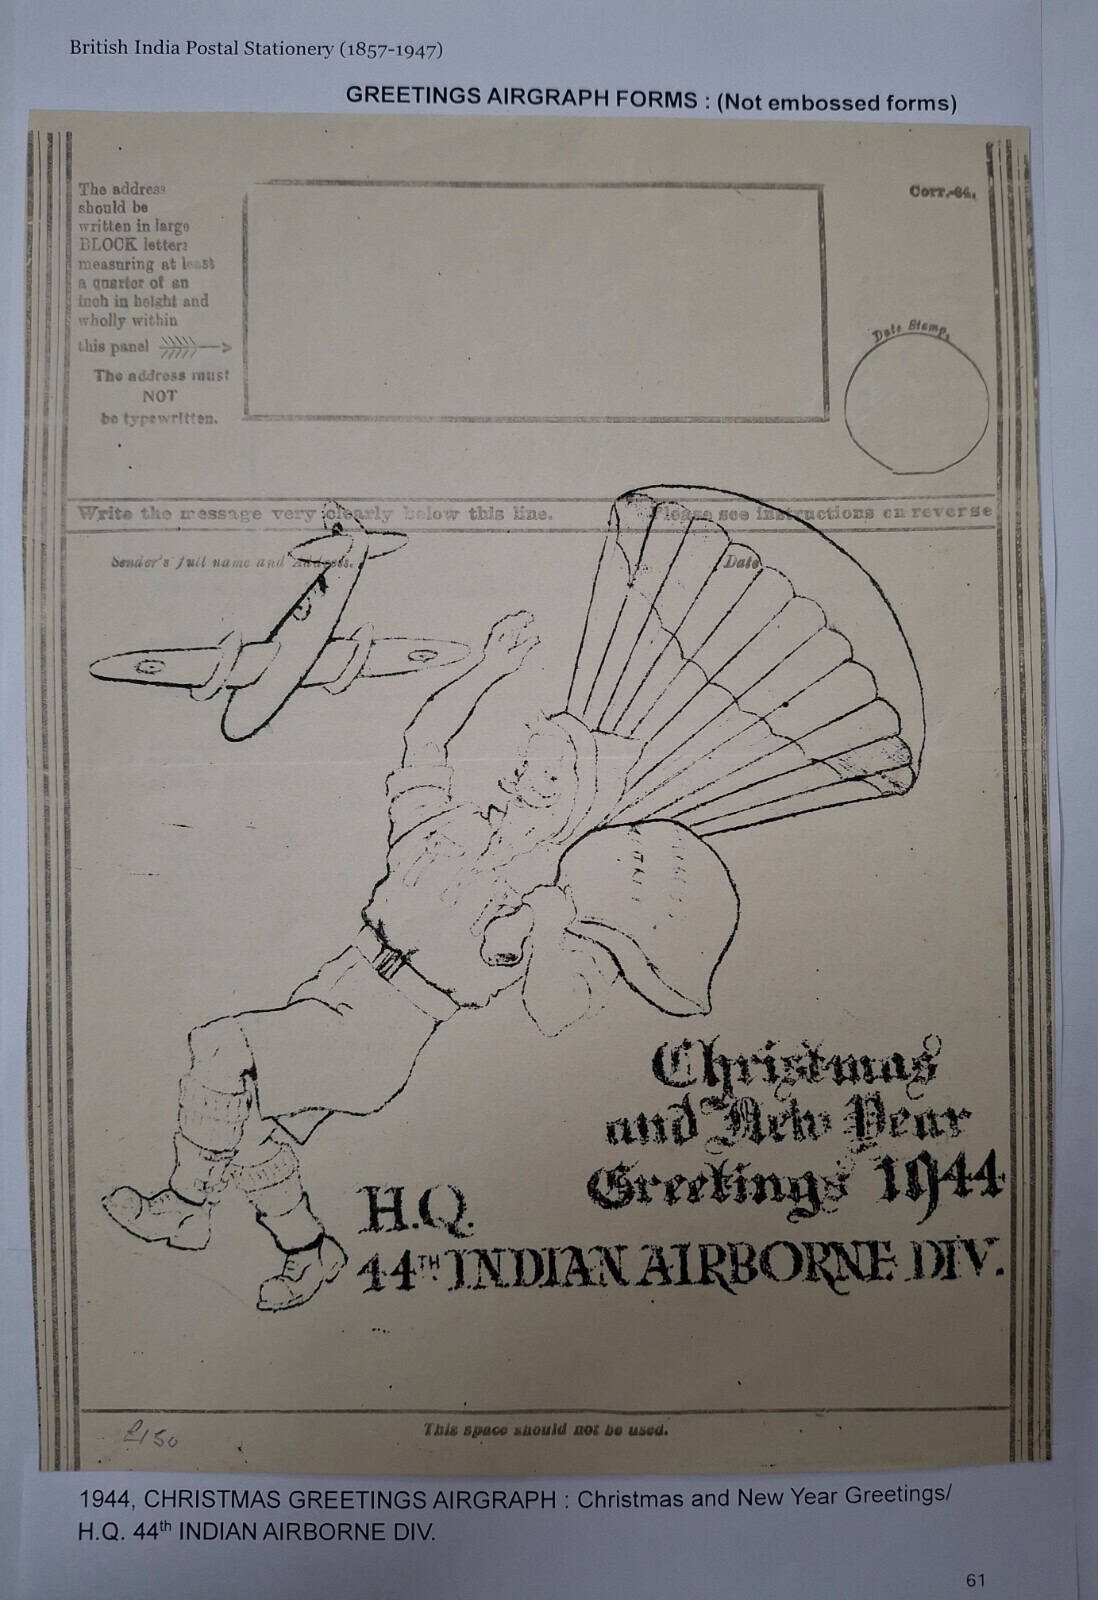 British India Postal Stationery (1857-1947)
GREETINGS AIRGRAPH FORMS : (Not embossed forms)
The address
should be
written in large
BLOCK letters
measuring at least
a quarter of an
inch in height and
wholly within
this panel
The address must
NOT
be typewritten.
Corr.-64.
Date Stamp.
Write the message very clearly below this line. Please see instructions on reverse
Sender's full name and Address. Date
Christmas
and New Year
Greetings 1944
H.Q.
44TH INDIAN AIRBORNE DIV.
£150
This space should not be used.
1944, CHRISTMAS GREETINGS AIRGRAPH : Christmas and New Year Greetings/
H.Q. 44th INDIAN AIRBORNE DIV.
61